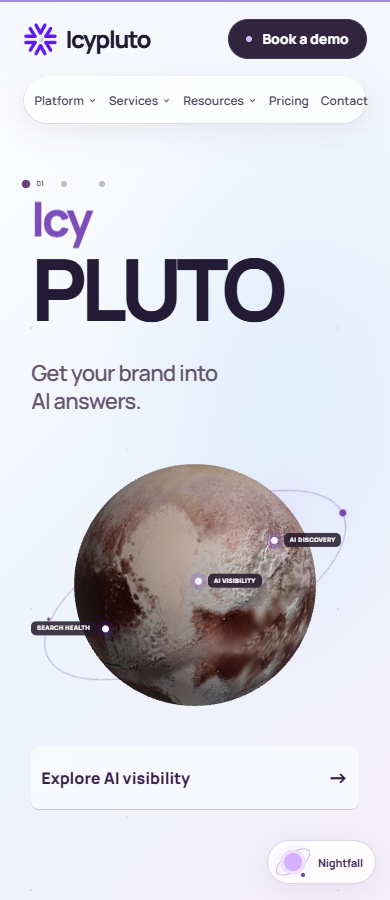 Icypluto
Book a demo
Platform Services Resources Pricing Contact
01
Icy
PLUTO
Get your brand into
AI answers.
AI DISCOVERY
AI VISIBILITY
SEARCH HEALTH
Explore AI visibility
Nightfall